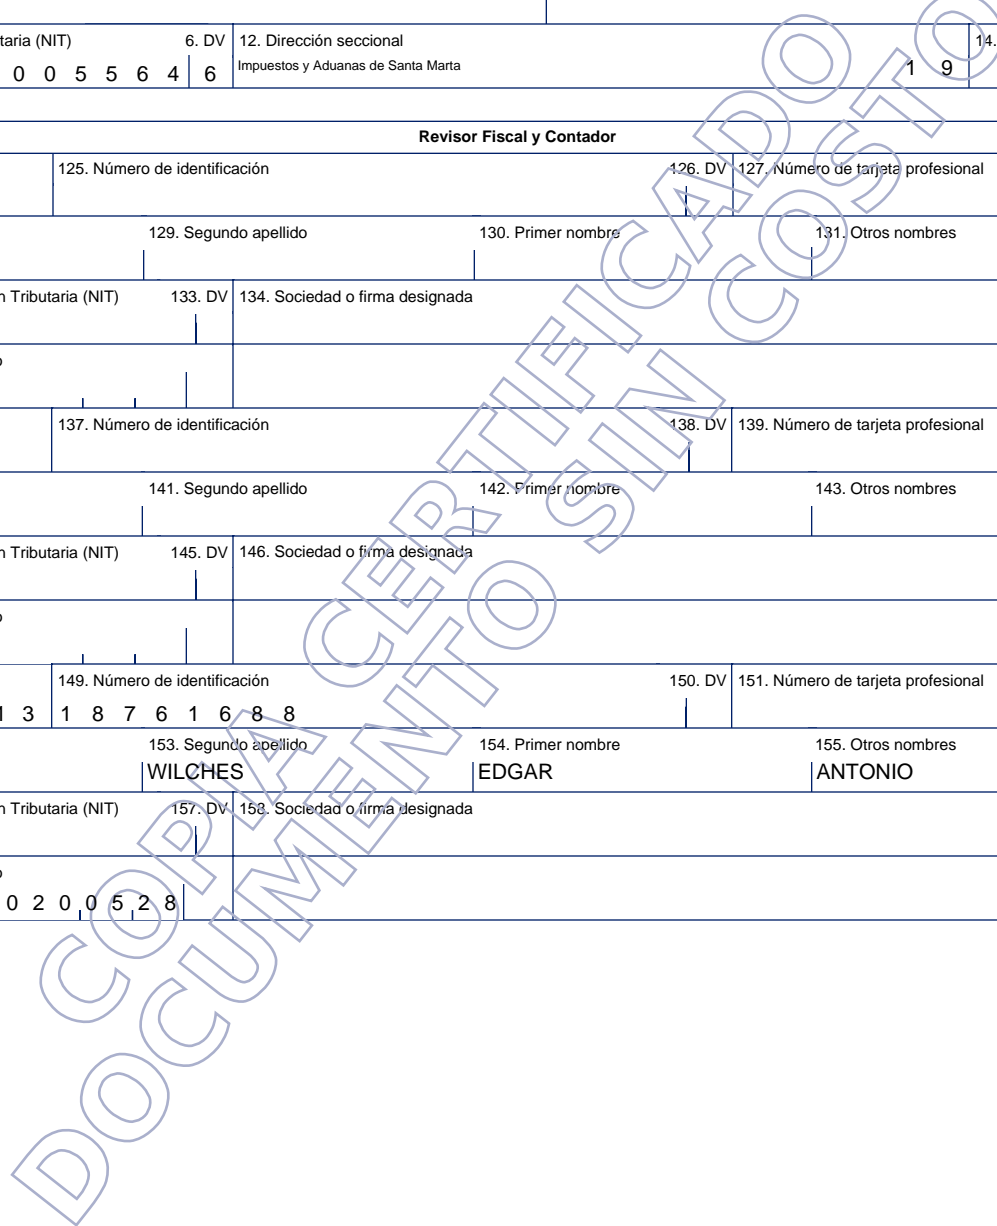 taria (NIT) 6. DV 12. Dirección seccional 14.
0 0 5 5 6 4 6 Impuestos y Aduanas de Santa Marta 1 9
Revisor Fiscal y Contador
125. Número de identificación 126. DV 127. Número de tarjeta profesional
129. Segundo apellido 130. Primer nombre 131. Otros nombres
n Tributaria (NIT) 133. DV 134. Sociedad o firma designada
o
137. Número de identificación 138. DV 139. Número de tarjeta profesional
141. Segundo apellido 142. Primer nombre 143. Otros nombres
n Tributaria (NIT) 145. DV 146. Sociedad o firma designada
o
149. Número de identificación 150. DV 151. Número de tarjeta profesional
1 3 1 8 7 6 1 6 8 8
153. Segundo apellido 154. Primer nombre 155. Otros nombres
WILCHES EDGAR ANTONIO
n Tributaria (NIT) 157. DV 158. Sociedad o firma designada
o
0 2 0 0 5 2 8
COPIA CERTIFICADO
DOCUMENTO SIN COSTO